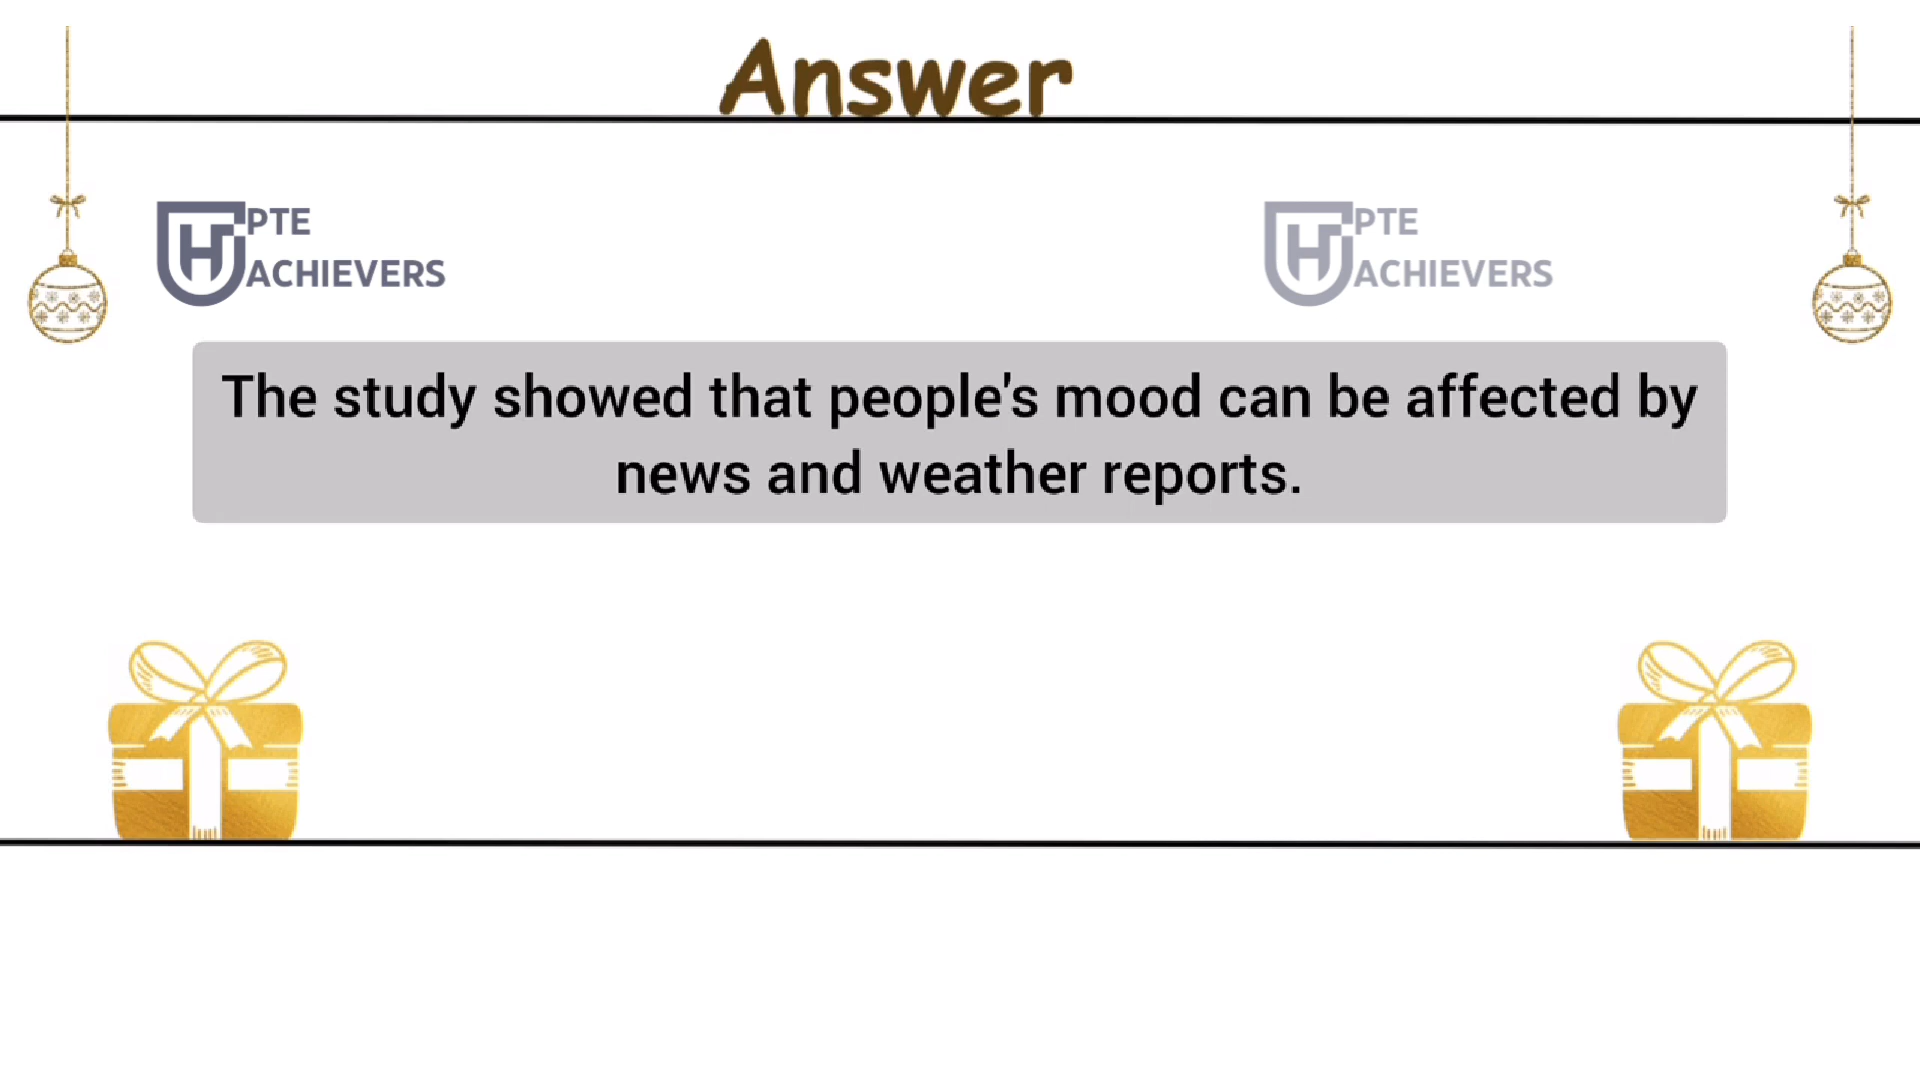 Answer
PTE
ACHIEVERS
PTE
ACHIEVERS
The study showed that people's mood can be affected by
news and weather reports.